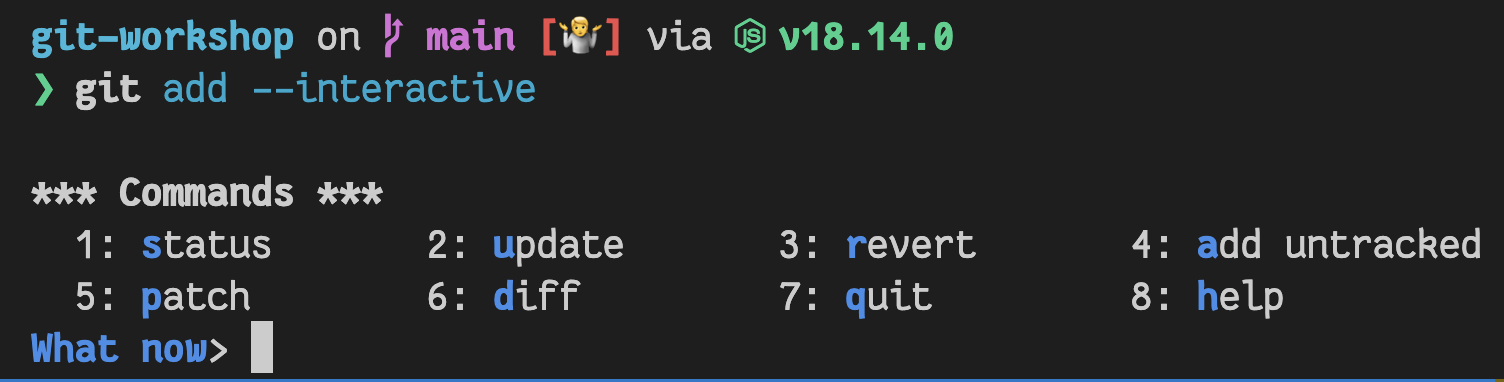 git-workshop on main [🤷] via v18.14.0
❯ git add --interactive
*** Commands ***
1: status 2: update 3: revert 4: add untracked
5: patch 6: diff 7: quit 8: help
What now>